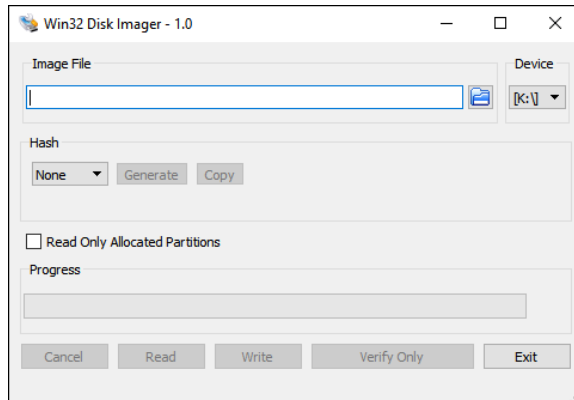 Win32 Disk Imager - 1.0
Image File
Device
[K:\]
Hash
None
Generate
Copy
Read Only Allocated Partitions
Progress
Cancel
Read
Write
Verify Only
Exit